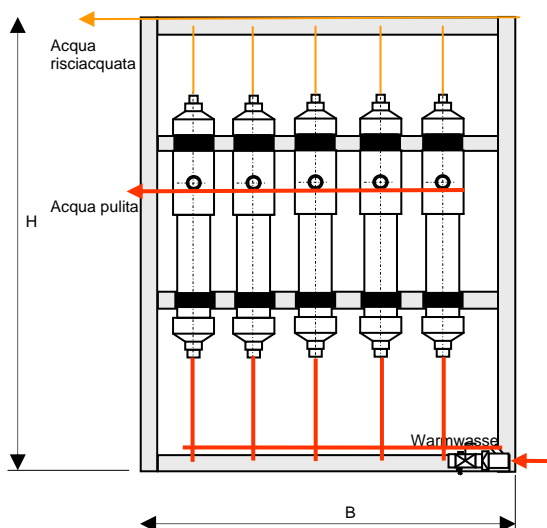 Acqua
risciacquata
H
Acqua pulita
Warmwasse
B